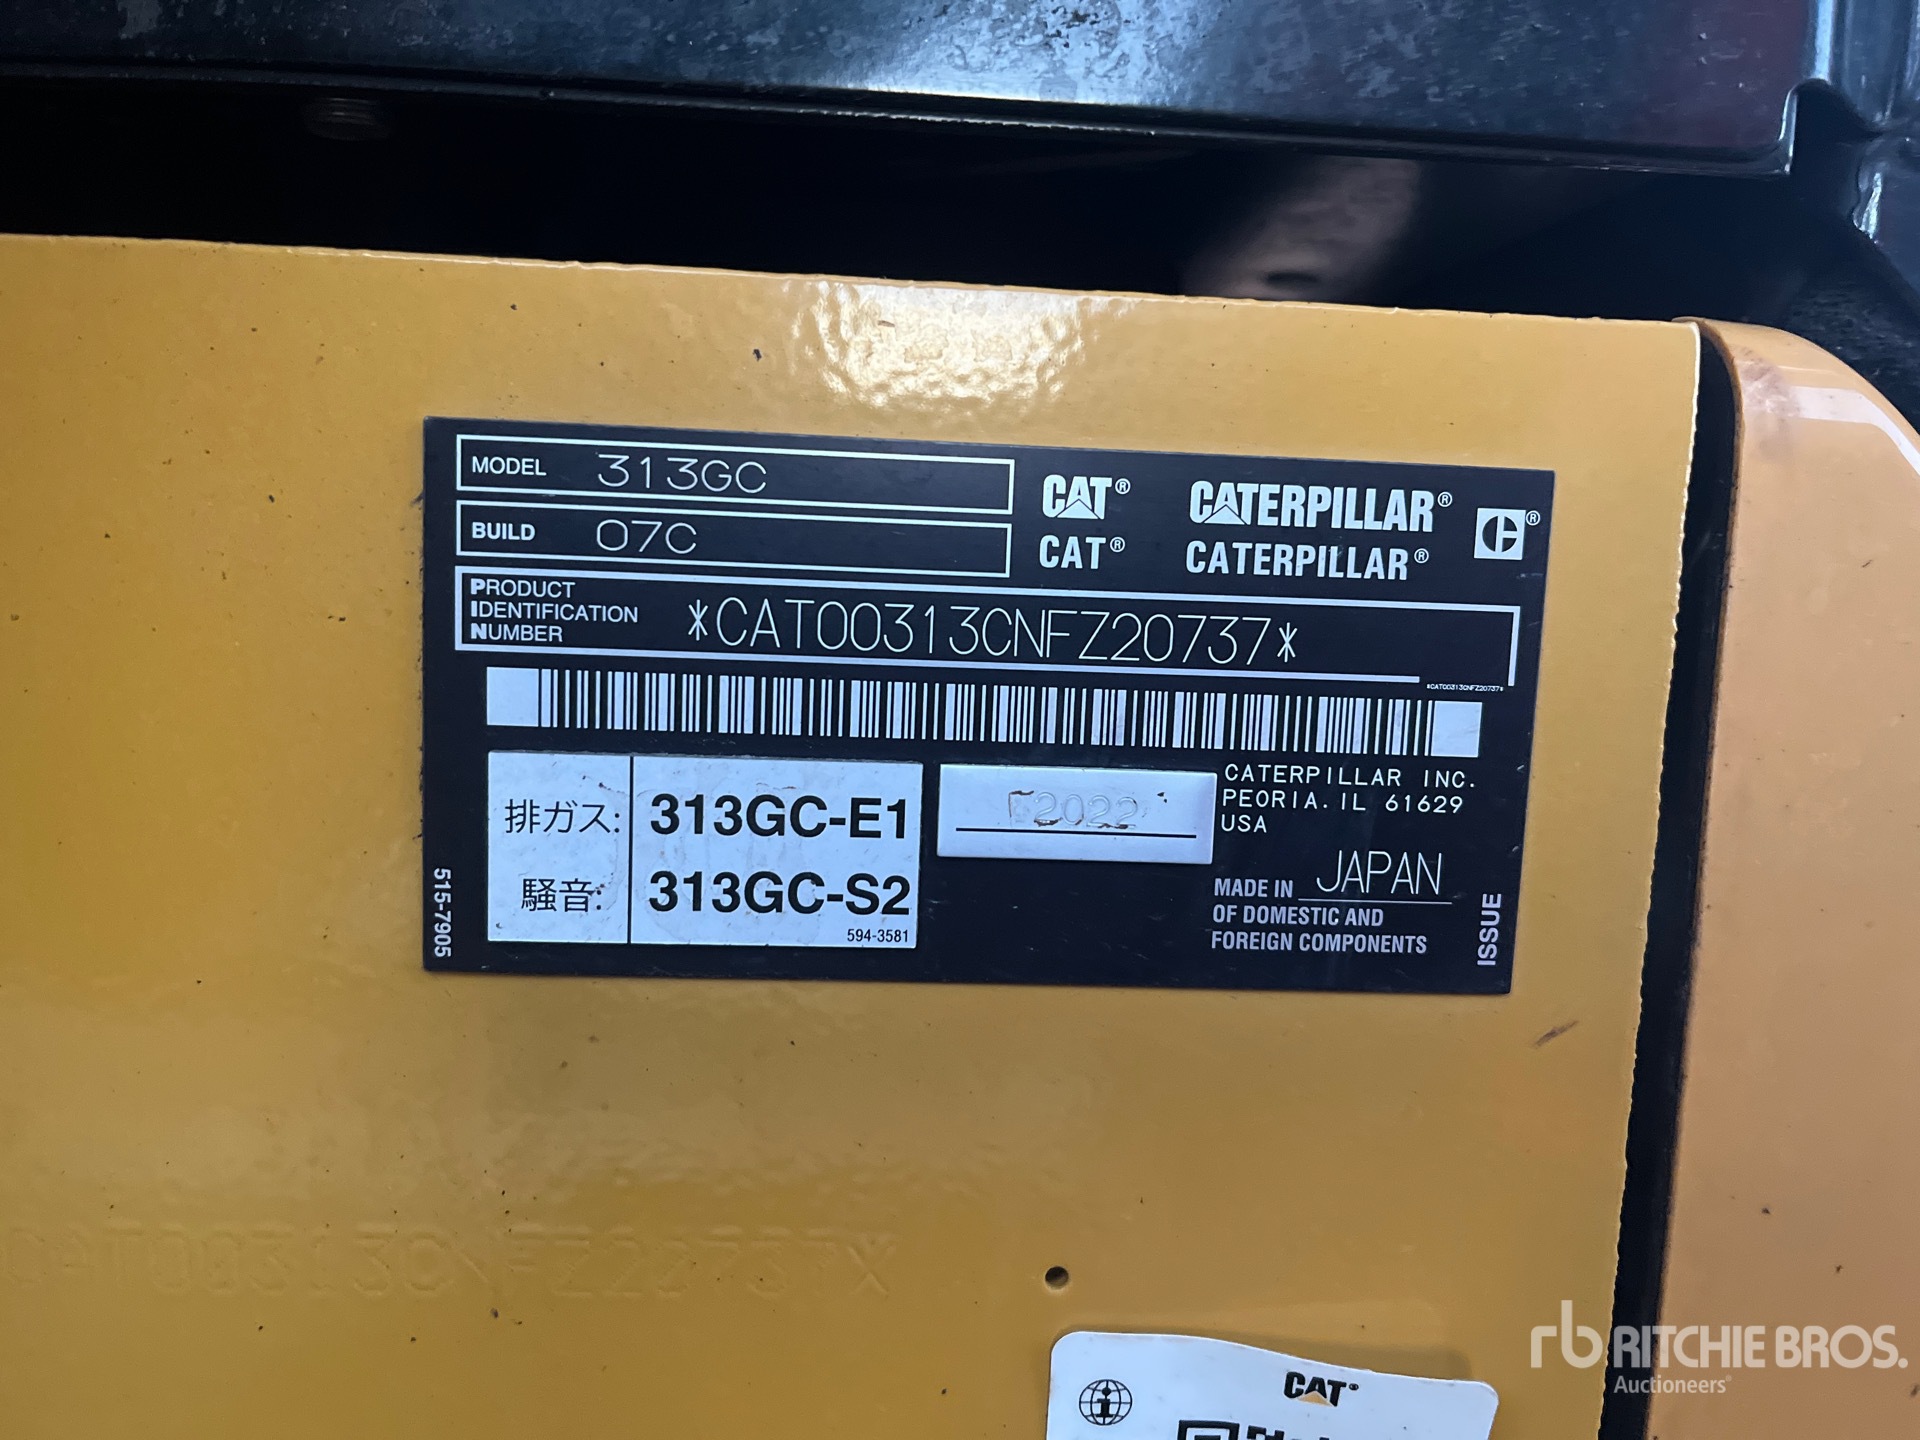 MODEL 313GC
BUILD 07C
CAT® CATERPILLAR®
CAT® CATERPILLAR®
PRODUCT
IDENTIFICATION
NUMBER
*CAT00313CNFZ20737*
*CAT00313CNFZ20737*
排ガス: 313GC-E1
騒音: 313GC-S2
594-3581
2022
CATERPILLAR INC.
PEORIA. IL 61629
USA
MADE IN JAPAN
OF DOMESTIC AND
FOREIGN COMPONENTS
515-7905
ISSUE
CAT
rb RITCHIE BROS.
Auctioneers